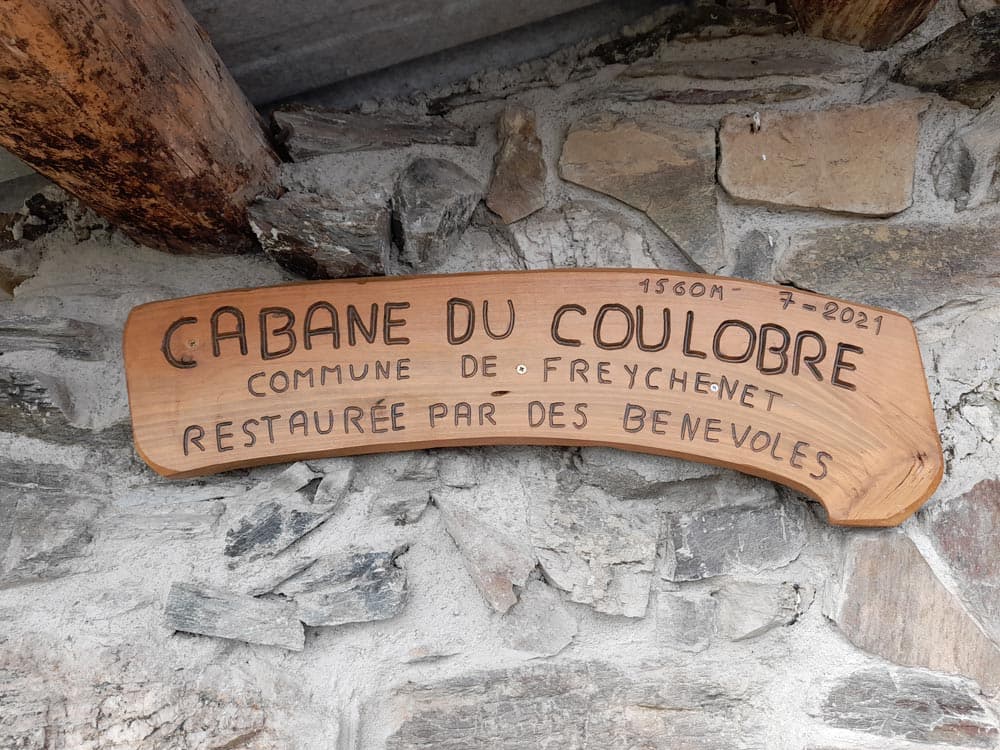 1560M 7-2021
CABANE DU COULOBRE
COMMUNE DE FREYCHENET
RESTAURÉE PAR DES BENEVOLES